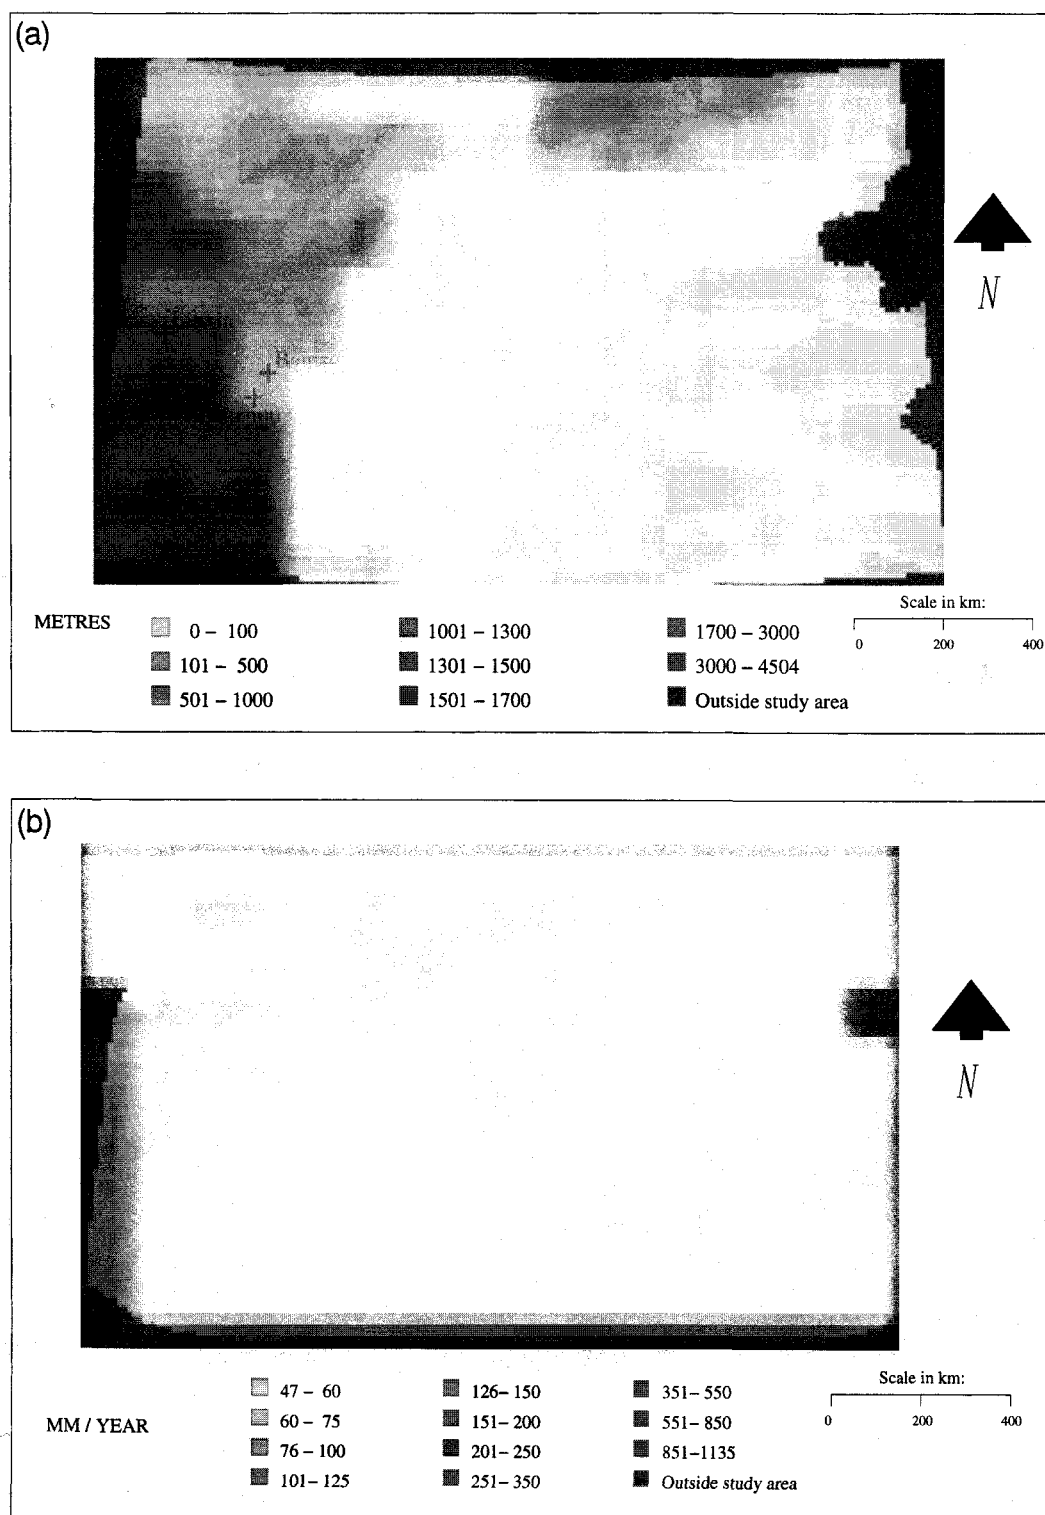 (a)
N
METRES
0 – 100
101 – 500
501 – 1000
1001 – 1300
1301 – 1500
1501 – 1700
1700 – 3000
3000 – 4504
Outside study area
Scale in km:
0 200 400
(b)
N
MM / YEAR
47 – 60
60 – 75
76 – 100
101 – 125
126 – 150
151 – 200
201 – 250
251 – 350
351 – 550
551 – 850
851 – 1135
Outside study area
Scale in km:
0 200 400